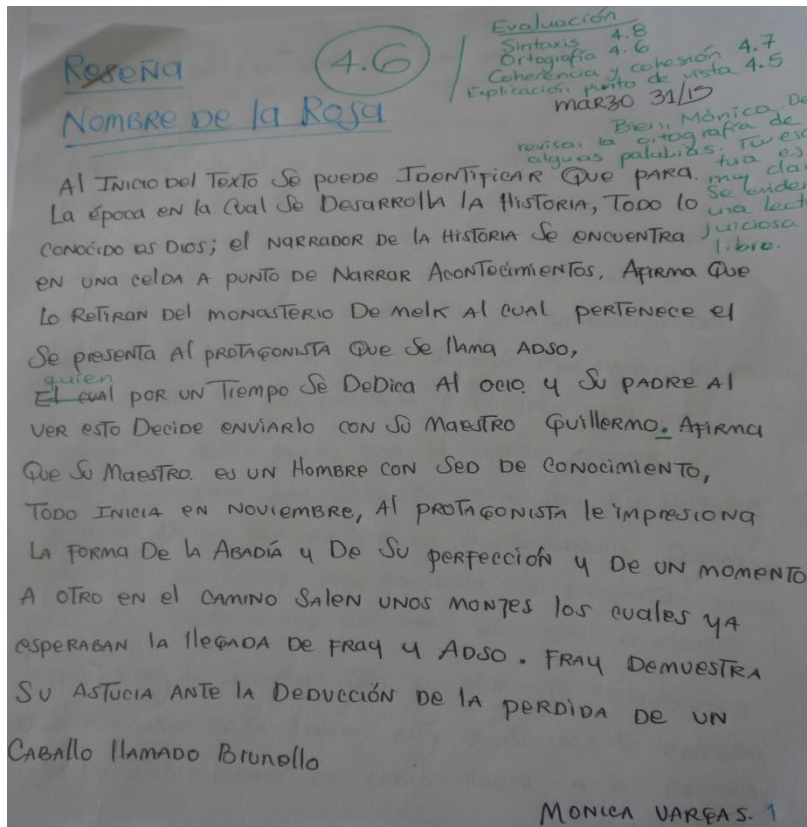 Reseña
Nombre De la Rosa
4.6
Evaluación
Sintaxis 4.8
Ortografía 4.6
Coherencia y cohesión 4.7
Explicación punto de vista 4.5
marzo 31/15
Bien, Mónica. De
revisar la ortografía de
algunas palabras. Tu esc
tura es muy cla
Se eviden
una lect
juiciosa
libro.
Al Inicio Del Texto Se puede Identificar Que para
La época en la Cual Se Desarrolla la Historia, Todo lo
conocido es Dios; el narrador de la Historia Se encuentra
en una celda a punto de Narrar Acontecimientos, Afirma Que
Lo Retiran Del monasterio De melk Al cual pertenece el
Se presenta Al protagonista Que Se llama ADSO,
quien
El cual por un Tiempo Se Dedica Al ocio y Su padre Al
ver esto Decide enviarlo con Su Maestro Guillermo. Afirma
Que Su Maestro. es un Hombre con Sed De Conocimiento,
Todo Inicia en Noviembre, Al protagonista le impresiona
La Forma De la Abadía y De Su perfección y De un momento
A otro en el camino Salen unos monjes los cuales ya
esperaban la llegada de Fray y Adso. Fray Demuestra
Su Astucia Ante la Deducción de la perdida de un
Caballo llamado Brunello
Monica Vargas. 1